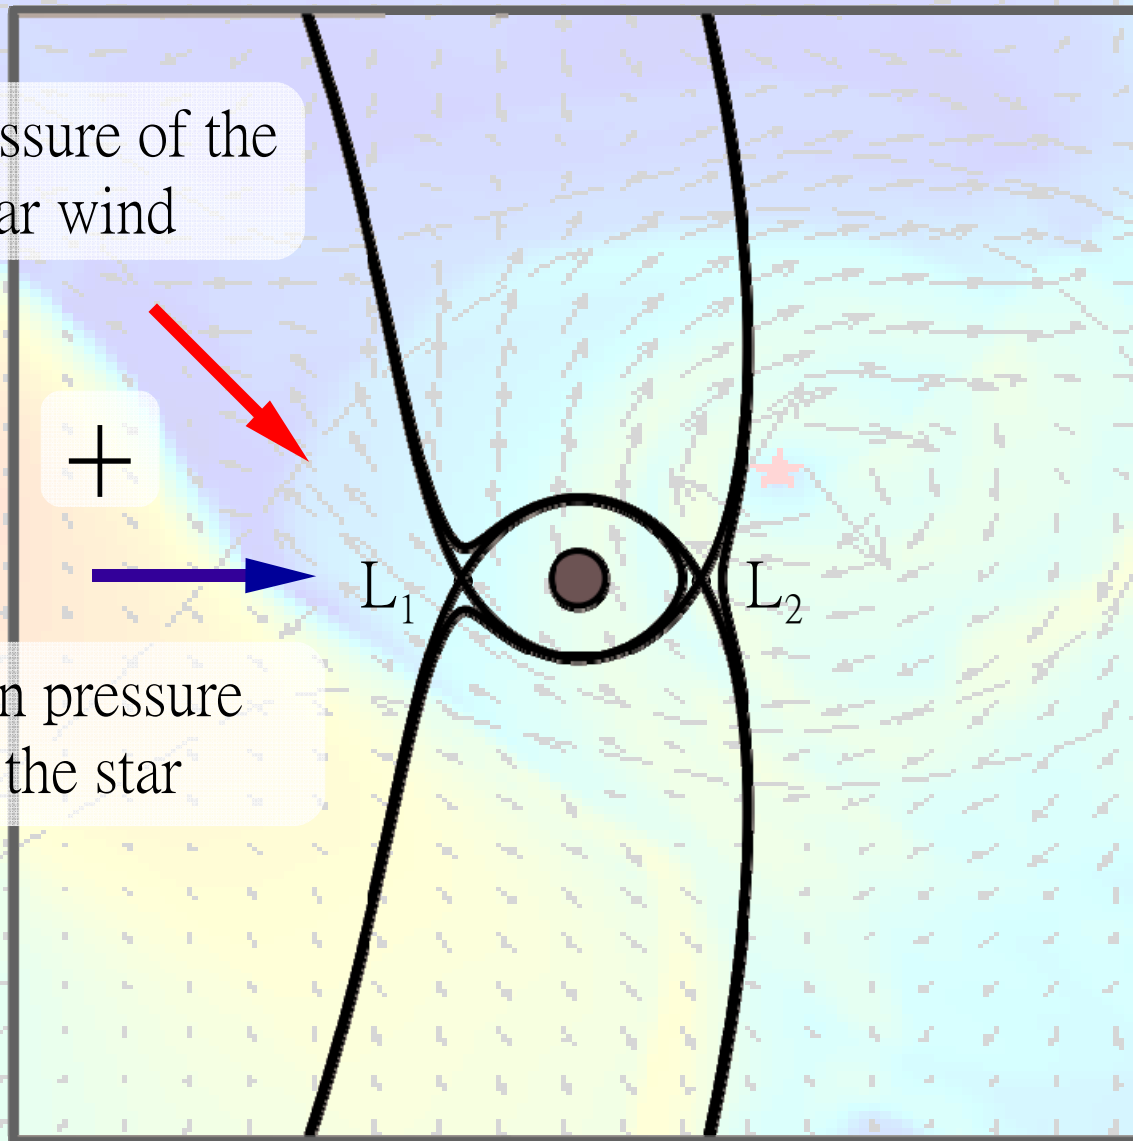 ssure of the
ar wind
+
L₁
L₂
n pressure
the star